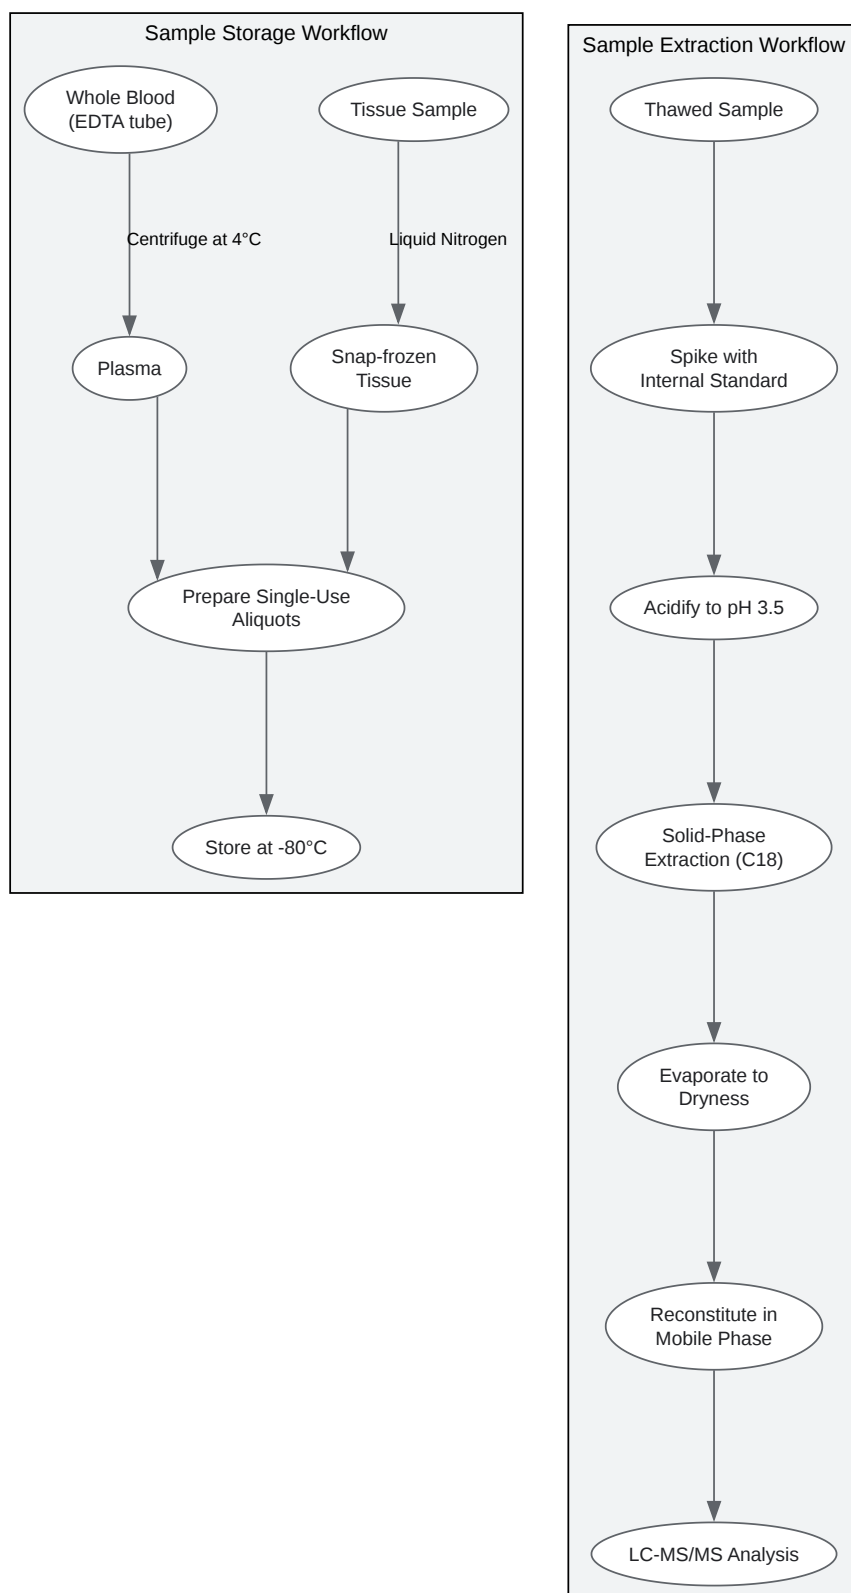 Sample Storage Workflow
Whole Blood
(EDTA tube)
Tissue Sample
Centrifuge at 4°C
Liquid Nitrogen
Plasma
Snap-frozen
Tissue
Prepare Single-Use
Aliquots
Store at -80°C
Sample Extraction Workflow
Thawed Sample
Spike with
Internal Standard
Acidify to pH 3.5
Solid-Phase
Extraction (C18)
Evaporate to
Dryness
Reconstitute in
Mobile Phase
LC-MS/MS Analysis